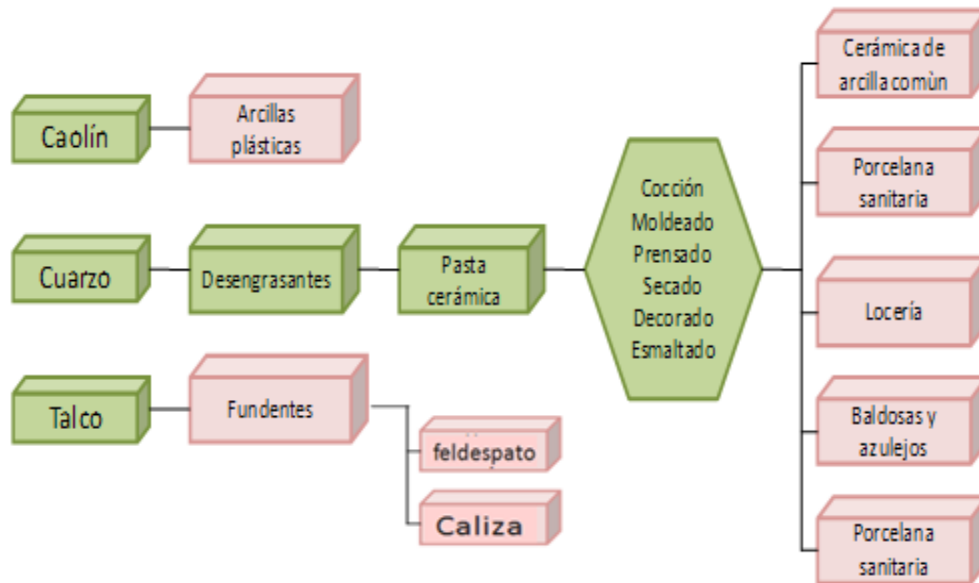 Caolín
Arcillas
plásticas
Cuarzo
Desengrasantes
Pasta
cerámica
Talco
Fundentes
feldespato
Caliza
Cocción
Moldeado
Prensado
Secado
Decorado
Esmaltado
Cerámica de
arcilla comùn
Porcelana
sanitaria
Locería
Baldosas y
azulejos
Porcelana
sanitaria